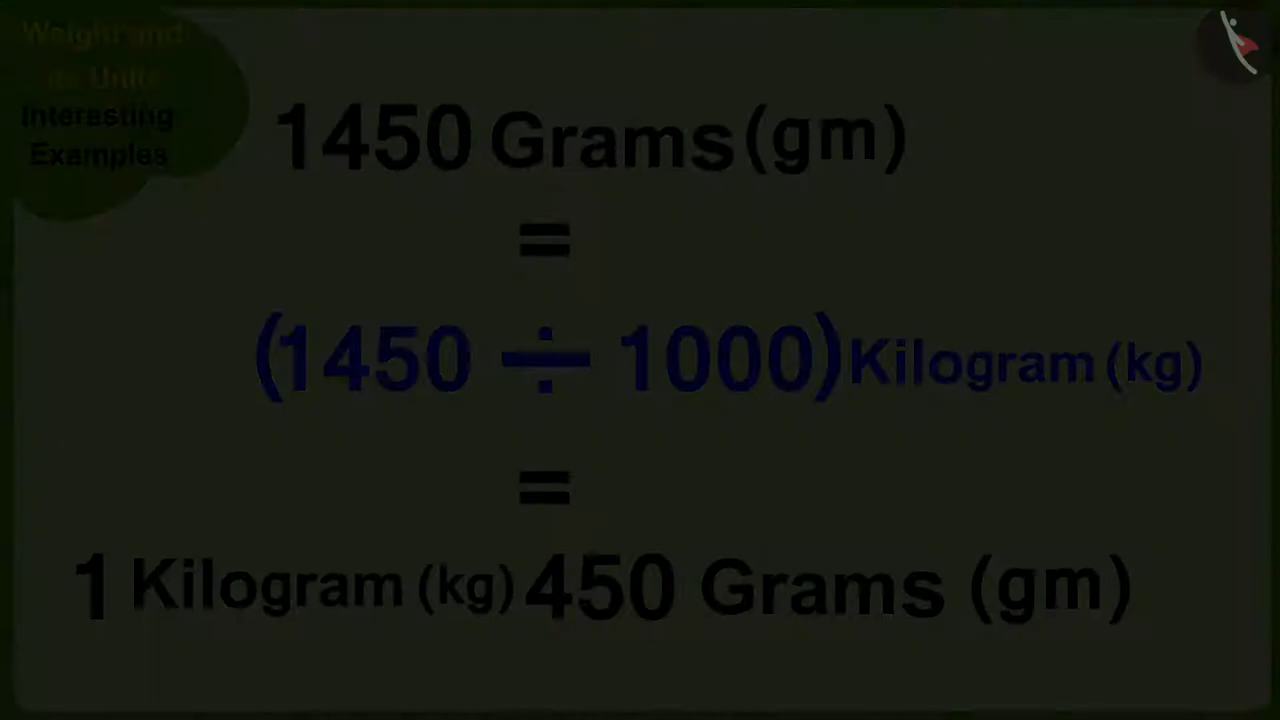 Weight and
its Units
Interesting
Examples
1450 Grams (gm)
=
(1450 ÷ 1000) Kilogram (kg)
=
1 Kilogram (kg) 450 Grams (gm)